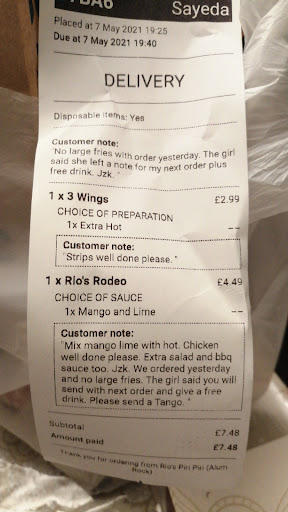 Sayeda
Placed at 7 May 2021 19:25
Due at 7 May 2021 19:40
DELIVERY
Disposable items: Yes
Customer note:
"No large fries with order yesterday. The girl
said she left a note for my next order plus
free drink. Jzk. "
1 x 3 Wings £2.99
CHOICE OF PREPARATION
1x Extra Hot --
Customer note:
"Strips well done please. "
1 x Rio's Rodeo £4.49
CHOICE OF SAUCE
1x Mango and Lime --
Customer note:
"Mix mango lime with hot. Chicken
well done please. Extra salad and bbq
sauce too. Jzk. We ordered yesterday
and no large fries. The girl said you will
send with next order and give a free
drink. Please send a Tango. "
Subtotal £7.48
Amount paid £7.48
Thank you for ordering from Rio's Piri Piri (Alum
Rock)